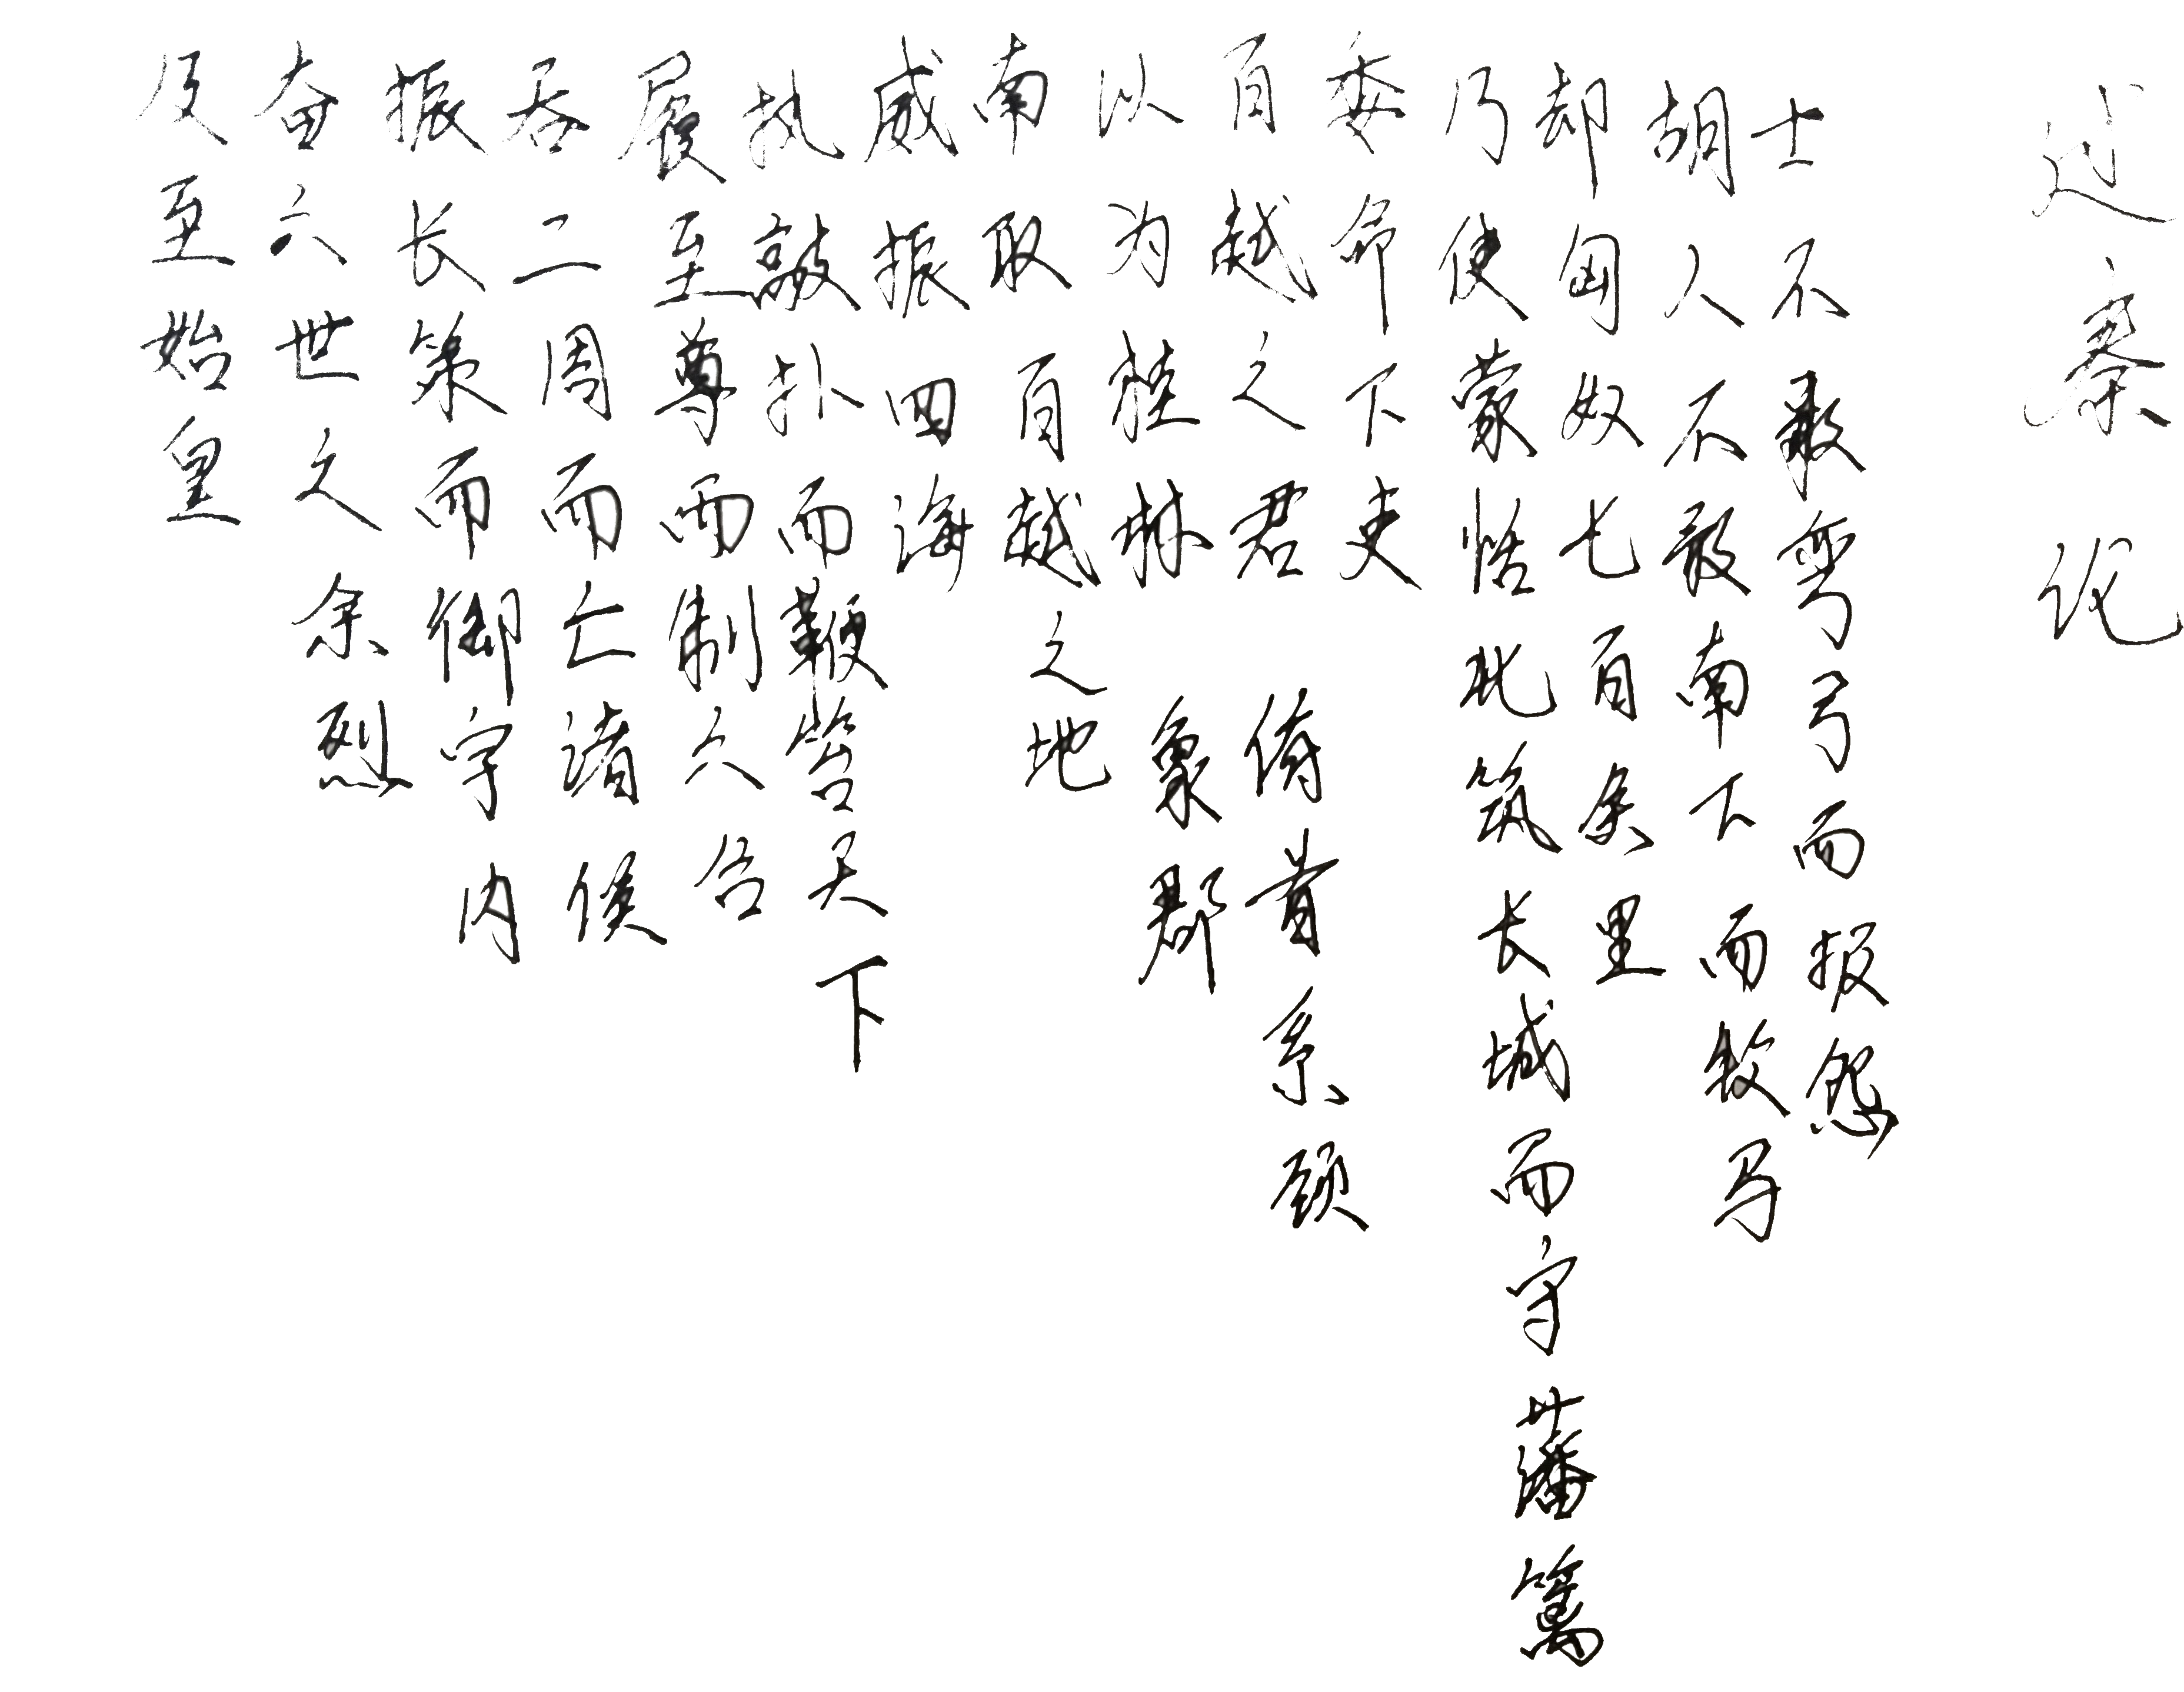 过秦论
及至始皇
奋六世之余烈
振长策而御宇内
吞二周而亡诸侯
履至尊而制六合
执敲扑而鞭笞天下
威振四海
南取百越之地
以为桂林 象郡
百越之君 俯首系颈
委命下吏
乃使蒙恬北筑长城而守藩篱
却匈奴七百余里
胡人不敢南下而牧马
士不敢弯弓而报怨